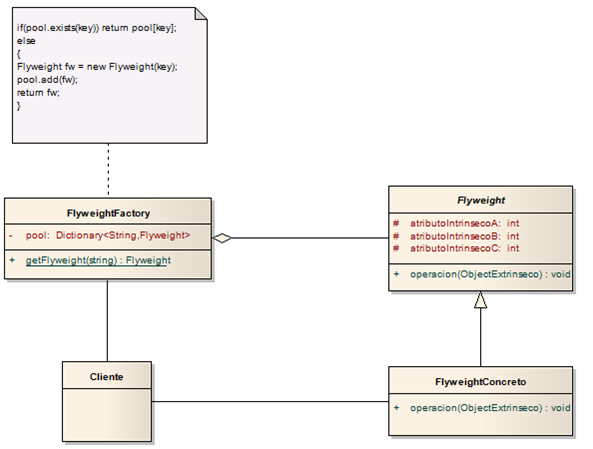 if(pool.exists(key)) return pool[key];
else
{
Flyweight fw = new Flyweight(key);
pool.add(fw);
return fw;
}
FlyweightFactory
- pool: Dictionary<String,Flyweight>
+ getFlyweight(string) : Flyweight
Flyweight
# atributoIntrinsecoA: int
# atributoIntrinsecoB: int
# atributoIntrinsecoC: int
+ operacion(ObjectExtrinseco) : void
Cliente
FlyweightConcreto
+ operacion(ObjectExtrinseco) : void